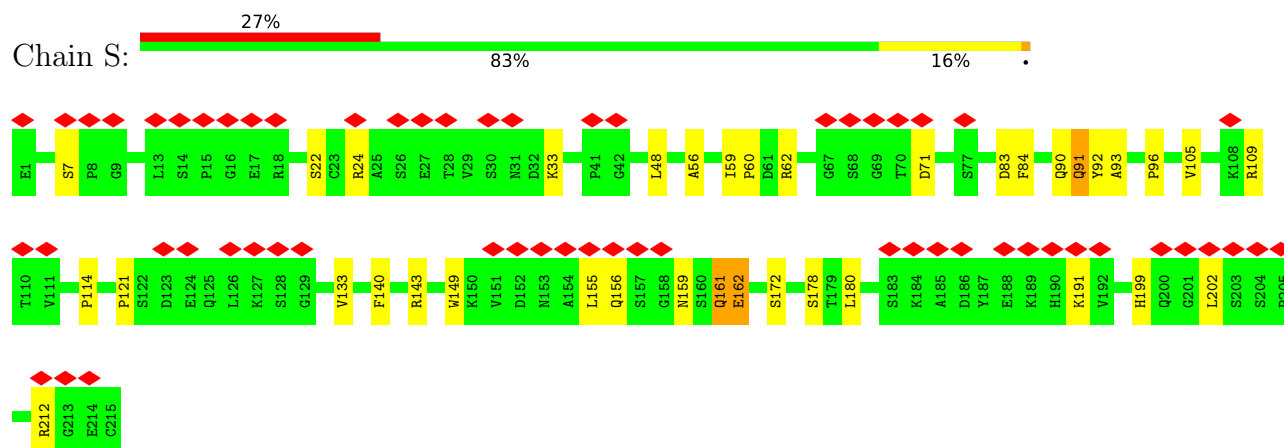 27%
Chain S:
83% 16% •
E1 S7 P8 G9 L13 S14 P15 G16 E17 R18 S22 C23 R24 A25 S26 E27 T28 V29 S30 N31 D32 K33 P41 G42 L48 A56 I59 P60 D61 R62 G67 S68 G69 T70 D71 S77 D83 F84 Q90 Q91 Y92 A93 P96 V105 K108 R109
T110 V111 P114 P121 S122 D123 E124 Q125 L126 K127 S128 G129 V133 F140 R143 W149 K150 V151 D152 N153 A154 L155 Q156 S157 G158 N159 S160 Q161 E162 S172 S178 T179 L180 S183 K184 A185 D186 Y187 E188 K189 H190 K191 V192 H199 Q200 G201 L202 S203 S204
R212 G213 E214 C215